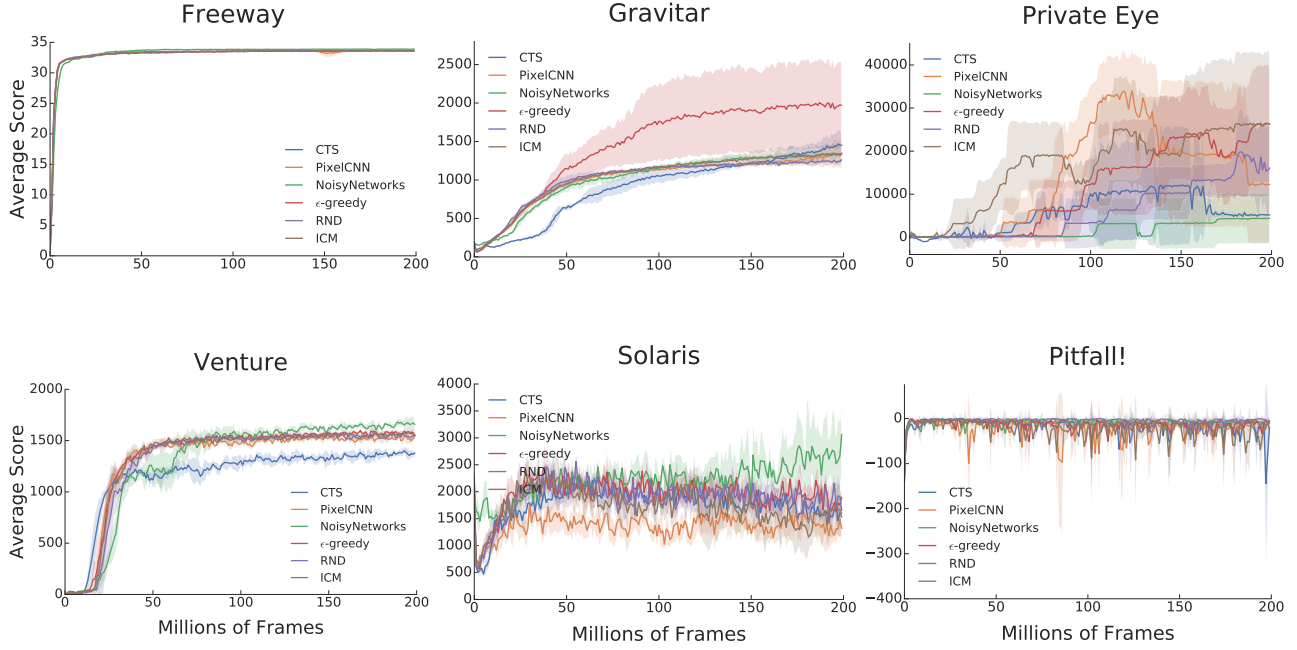 Freeway
Gravitar
Private Eye
Average Score
35
30
25
20
15
10
5
0
0 50 100 150 200
CTS
PixelCNN
NoisyNetworks
ϵ-greedy
RND
ICM
2500
2000
1500
1000
500
0
0 50 100 150 200
CTS
PixelCNN
NoisyNetworks
ϵ-greedy
RND
ICM
40000
30000
20000
10000
0
0 50 100 150 200
CTS
PixelCNN
NoisyNetworks
ϵ-greedy
RND
ICM
Venture
Solaris
Pitfall!
Average Score
2000
1500
1000
500
0
0 50 100 150 200
CTS
PixelCNN
NoisyNetworks
ϵ-greedy
RND
ICM
Millions of Frames
4000
3500
3000
2500
2000
1500
1000
500
0
0 50 100 150 200
CTS
PixelCNN
NoisyNetworks
ϵ-greedy
RND
ICM
Millions of Frames
0
−100
−200
−300
−400
0 50 100 150 200
CTS
PixelCNN
NoisyNetworks
ϵ-greedy
RND
ICM
Millions of Frames